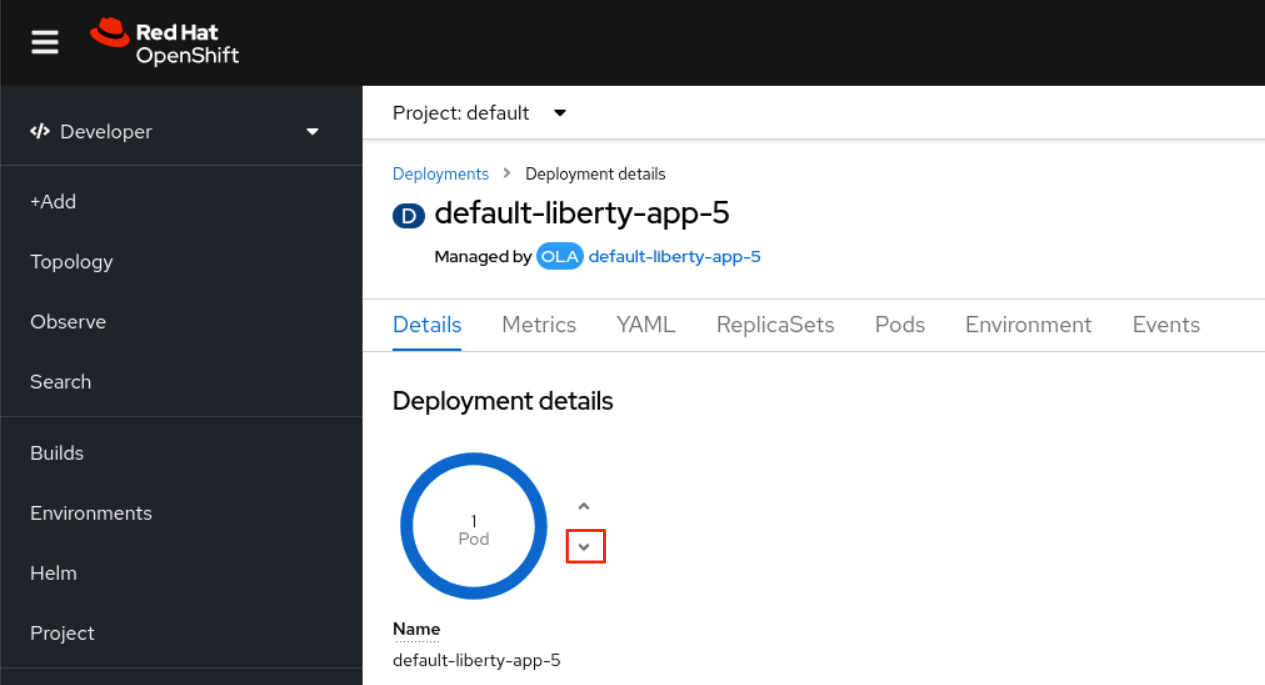 Red Hat
OpenShift
Developer
+Add
Topology
Observe
Search
Builds
Environments
Helm
Project
Project: default
Deployments > Deployment details
D default-liberty-app-5
Managed by OLA default-liberty-app-5
Details Metrics YAML ReplicaSets Pods Environment Events
Deployment details
1
Pod
Name
default-liberty-app-5